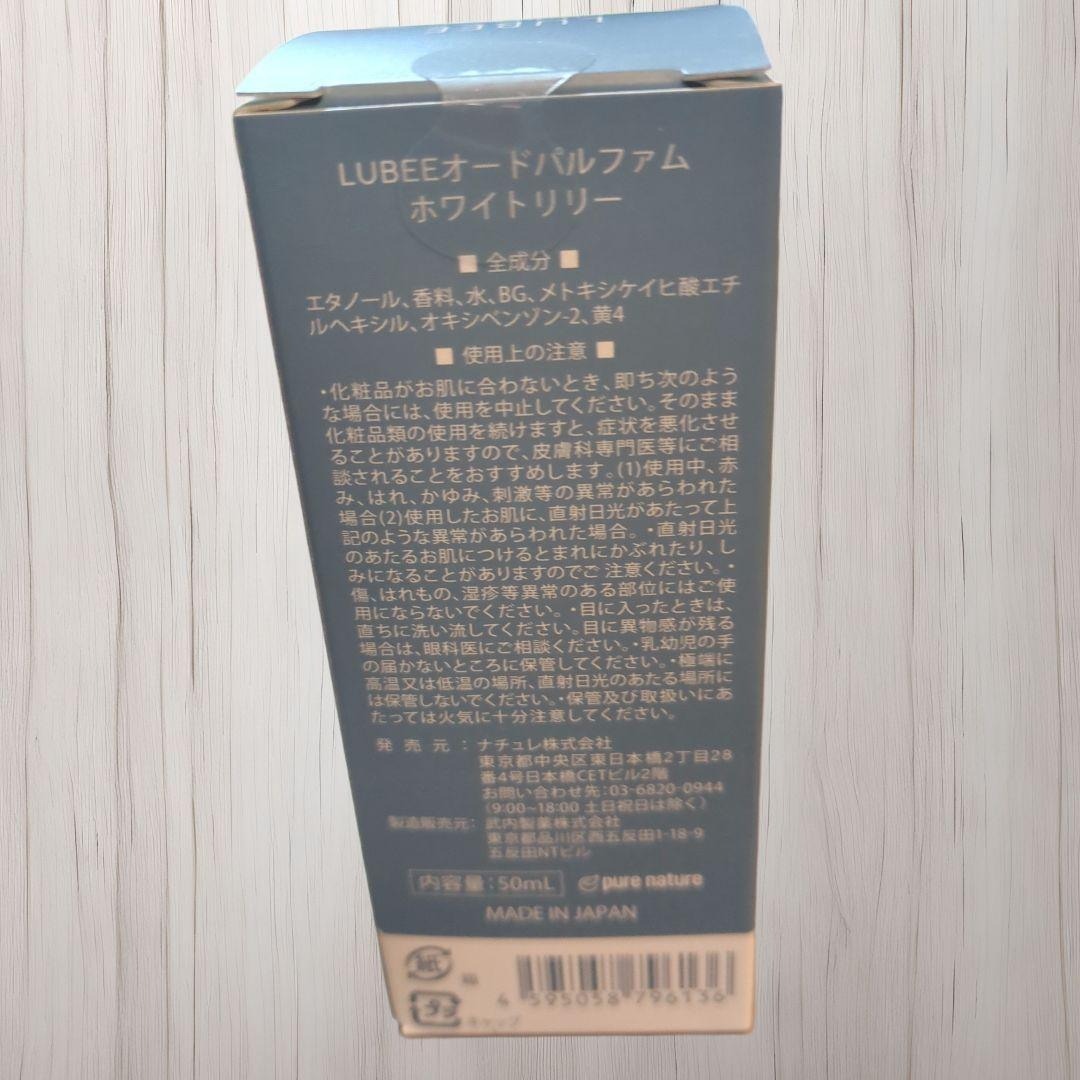 LUBEE
LUBEEオードパルファム
ホワイトリリー
■ 全成分 ■
エタノール、香料、水、BG、メトキシケイヒ酸エチ
ルヘキシル、オキシベンゾン-2、黄4
■ 使用上の注意 ■
・化粧品がお肌に合わないとき、即ち次のよう
な場合には、使用を中止してください。そのまま
化粧品類の使用を続けますと、症状を悪化させ
ることがありますので、皮膚科専門医等にご相
談されることをおすすめします。(1)使用中、赤
み、はれ、かゆみ、刺激等の異常があらわれた
場合(2)使用したお肌に、直射日光があたって上
記のような異常があらわれた場合。・直射日光
のあたるお肌につけるとまれにかぶれたり、し
みになることがありますのでご 注意ください。・
傷、はれもの、湿疹等異常のある部位にはご使
用にならないでください。・目に入ったときは、
直ちに洗い流してください。目に異物感が残る
場合は、眼科医にご相談ください。・乳幼児の手
の届かないところに保管してください。・極端に
高温又は低温の場所、直射日光のあたる場所に
は保管しないでください。・保管及び取扱いにあ
たっては火気に十分注意してください。
発 売 元 : ナチュレ株式会社
東京都中央区東日本橋2丁目28
番4号日本橋CETビル2階
お問い合わせ先:03-6820-0944
(9:00~18:00 土日祝日は除く)
製造販売元: 武内製薬株式会社
東京都品川区西五反田1-18-9
五反田NTビル
内容量:50mL pure nature
MADE IN JAPAN
紙 箱
プラ キャップ
4 595058 796136